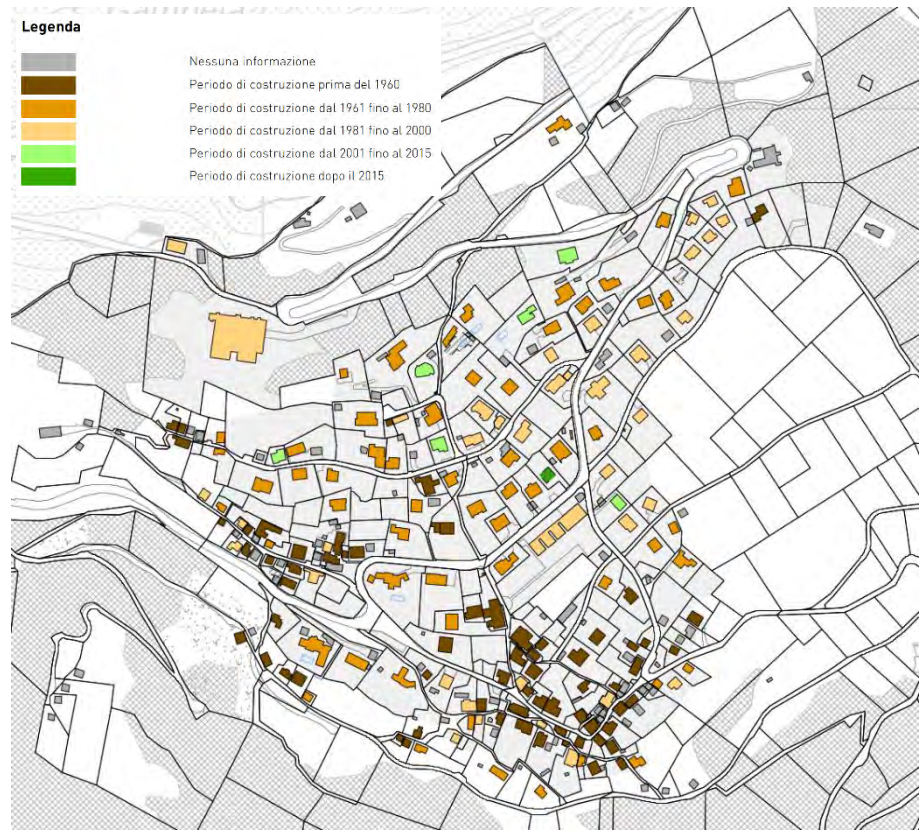 Legenda
Nessuna informazione
Periodo di costruzione prima del 1960
Periodo di costruzione dal 1961 fino al 1980
Periodo di costruzione dal 1981 fino al 2000
Periodo di costruzione dal 2001 fino al 2015
Periodo di costruzione dopo il 2015